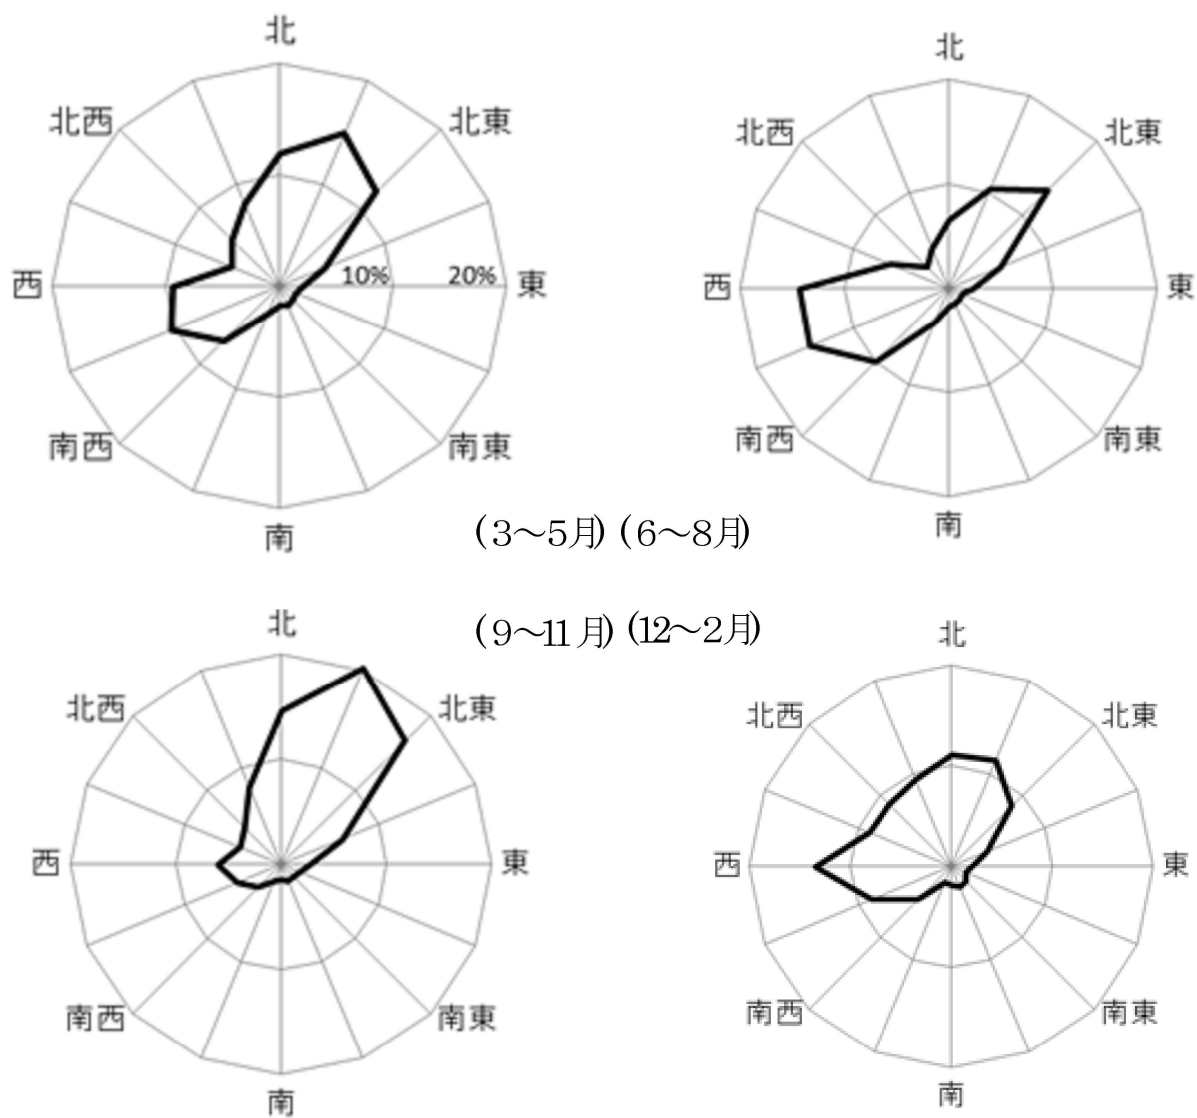 北
北西
北東
西
10%
20%
東
南西
南東
南
北
北西
北東
西
東
南西
南東
南
(3〜5月) (6〜8月)
(9〜11月) (12〜2月)
北
北西
北東
西
東
南西
南東
南
北
北西
北東
西
東
南西
南東
南